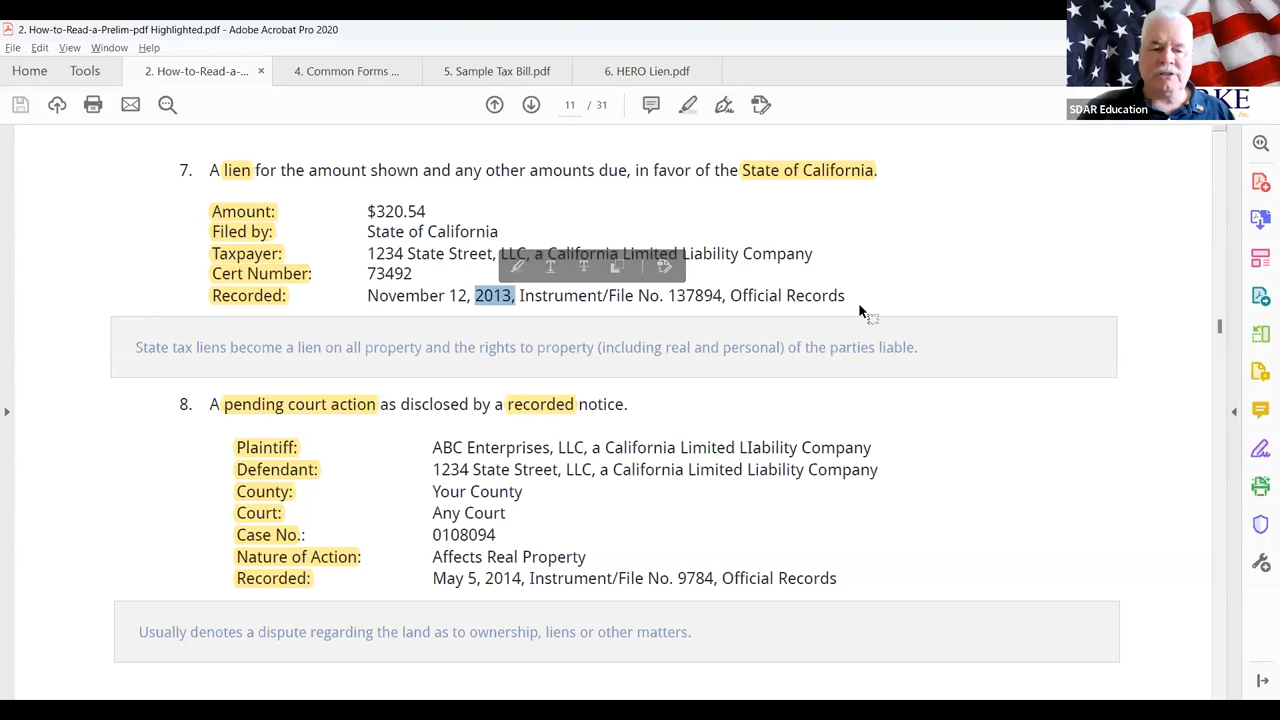 2. How-to-Read-a-Prelim-pdf Highlighted.pdf - Adobe Acrobat Pro 2020
File Edit View Window Help
Home Tools 2. How-to-Read-a-... × 4. Common Forms ... 5. Sample Tax Bill.pdf 6. HERO Lien.pdf
SDAR Education
11 / 31
7. A lien for the amount shown and any other amounts due, in favor of the State of California.
Amount: $320.54
Filed by: State of California
Taxpayer: 1234 State Street, LLC, a California Limited Liability Company
Cert Number: 73492
Recorded: November 12, 2013, Instrument/File No. 137894, Official Records
State tax liens become a lien on all property and the rights to property (including real and personal) of the parties liable.
8. A pending court action as disclosed by a recorded notice.
Plaintiff: ABC Enterprises, LLC, a California Limited LIability Company
Defendant: 1234 State Street, LLC, a California Limited Liability Company
County: Your County
Court: Any Court
Case No.: 0108094
Nature of Action: Affects Real Property
Recorded: May 5, 2014, Instrument/File No. 9784, Official Records
Usually denotes a dispute regarding the land as to ownership, liens or other matters.